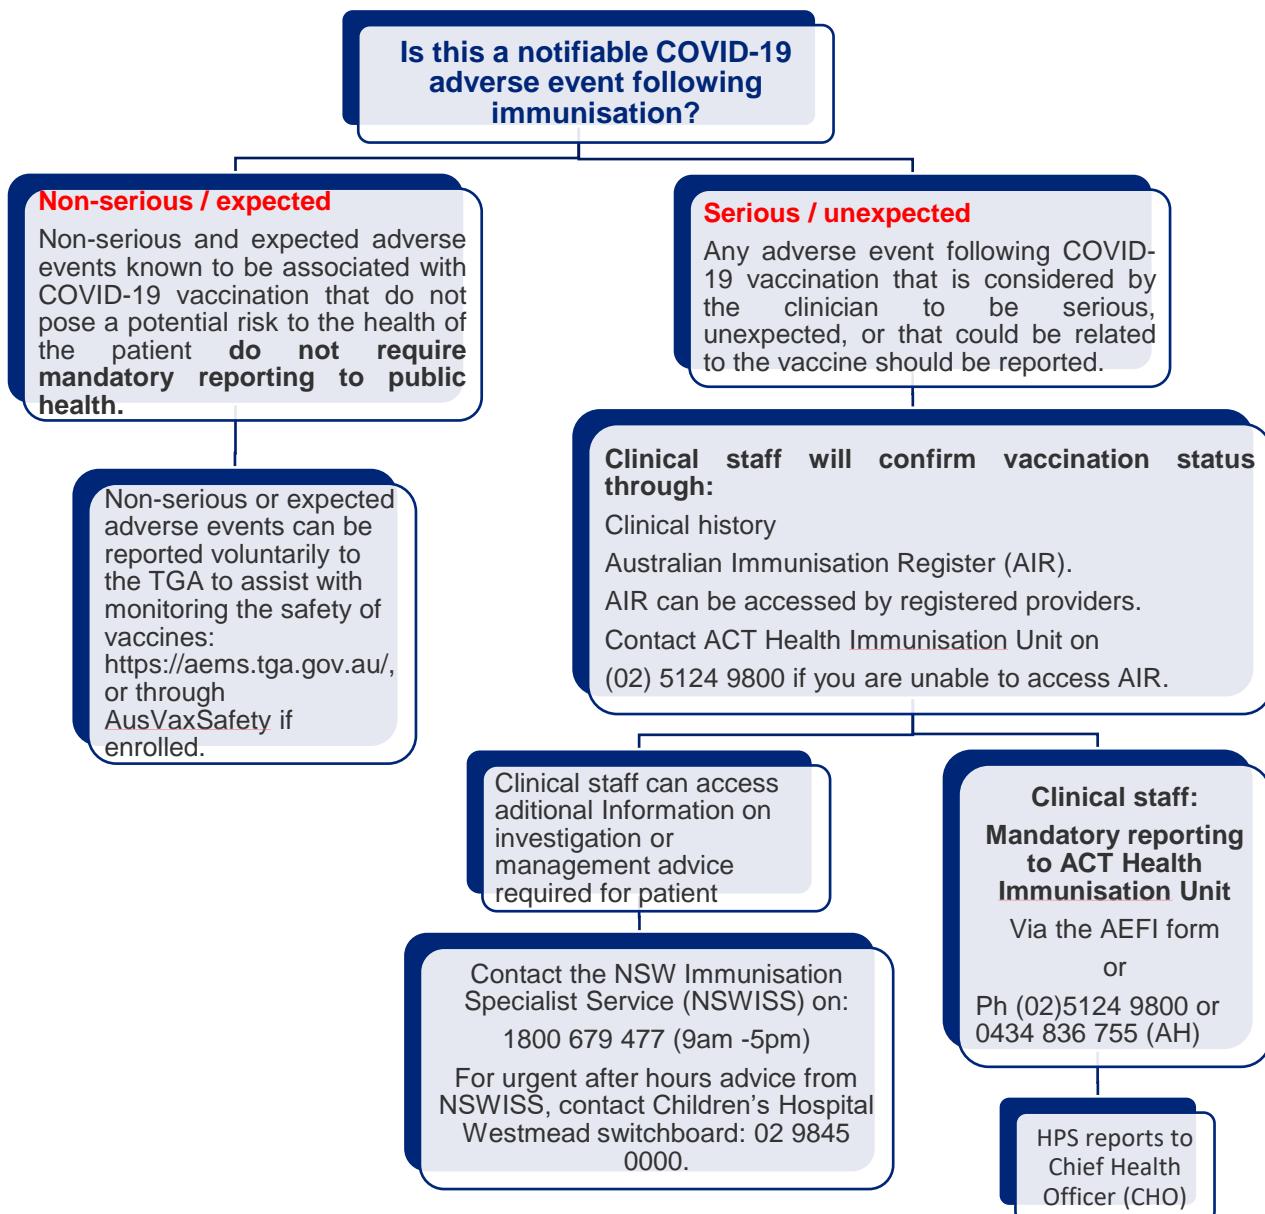 Is this a notifiable COVID-19
adverse event following
immunisation?
Non-serious / expected
Non-serious and expected adverse
events known to be associated with
COVID-19 vaccination that do not
pose a potential risk to the health of
the patient do not require
mandatory reporting to public
health.
Non-serious or expected
adverse events can be
reported voluntarily to
the TGA to assist with
monitoring the safety of
vaccines:
https://aems.tga.gov.au/,
or through
AusVaxSafety if
enrolled.
Serious / unexpected
Any adverse event following COVID-
19 vaccination that is considered by
the clinician to be serious,
unexpected, or that could be related
to the vaccine should be reported.
Clinical staff will confirm vaccination status
through:
Clinical history
Australian Immunisation Register (AIR).
AIR can be accessed by registered providers.
Contact ACT Health Immunisation Unit on
(02) 5124 9800 if you are unable to access AIR.
Clinical staff can access
aditional Information on
investigation or
management advice
required for patient
Contact the NSW Immunisation
Specialist Service (NSWISS) on:
1800 679 477 (9am -5pm)
For urgent after hours advice from
NSWISS, contact Children’s Hospital
Westmead switchboard: 02 9845
0000.
Clinical staff:
Mandatory reporting
to ACT Health
Immunisation Unit
Via the AEFI form
or
Ph (02)5124 9800 or
0434 836 755 (AH)
HPS reports to
Chief Health
Officer (CHO)